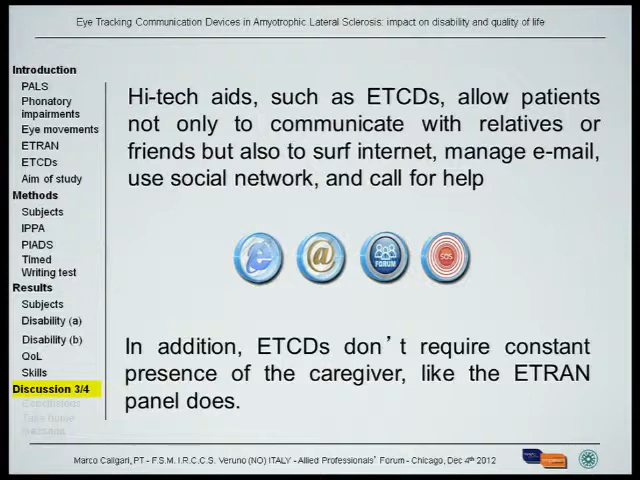 Eye Tracking Communication Devices in Amyotrophic Lateral Sclerosis: impact on disability and quality of life
Introduction
PALS
Phonatory
impairments
Eye movements
ETRAN
ETCDs
Aim of study
Methods
Subjects
IPPA
PIADS
Timed
Writing test
Results
Subjects
Disability (a)
Disability (b)
QoL
Skills
Discussion 3/4
Conclusions
Take home
Hi-tech aids, such as ETCDs, allow patients
not only to communicate with relatives or
friends but also to surf internet, manage e-mail,
use social network, and call for help
e
@
FORUM
SOS
In addition, ETCDs don't require constant
presence of the caregiver, like the ETRAN
panel does.
Marco Caligari, PT - F.S.M. I.R.C.C.S. Veruno (NO) ITALY - Allied Professionals' Forum - Chicago, Dec 4th 2012